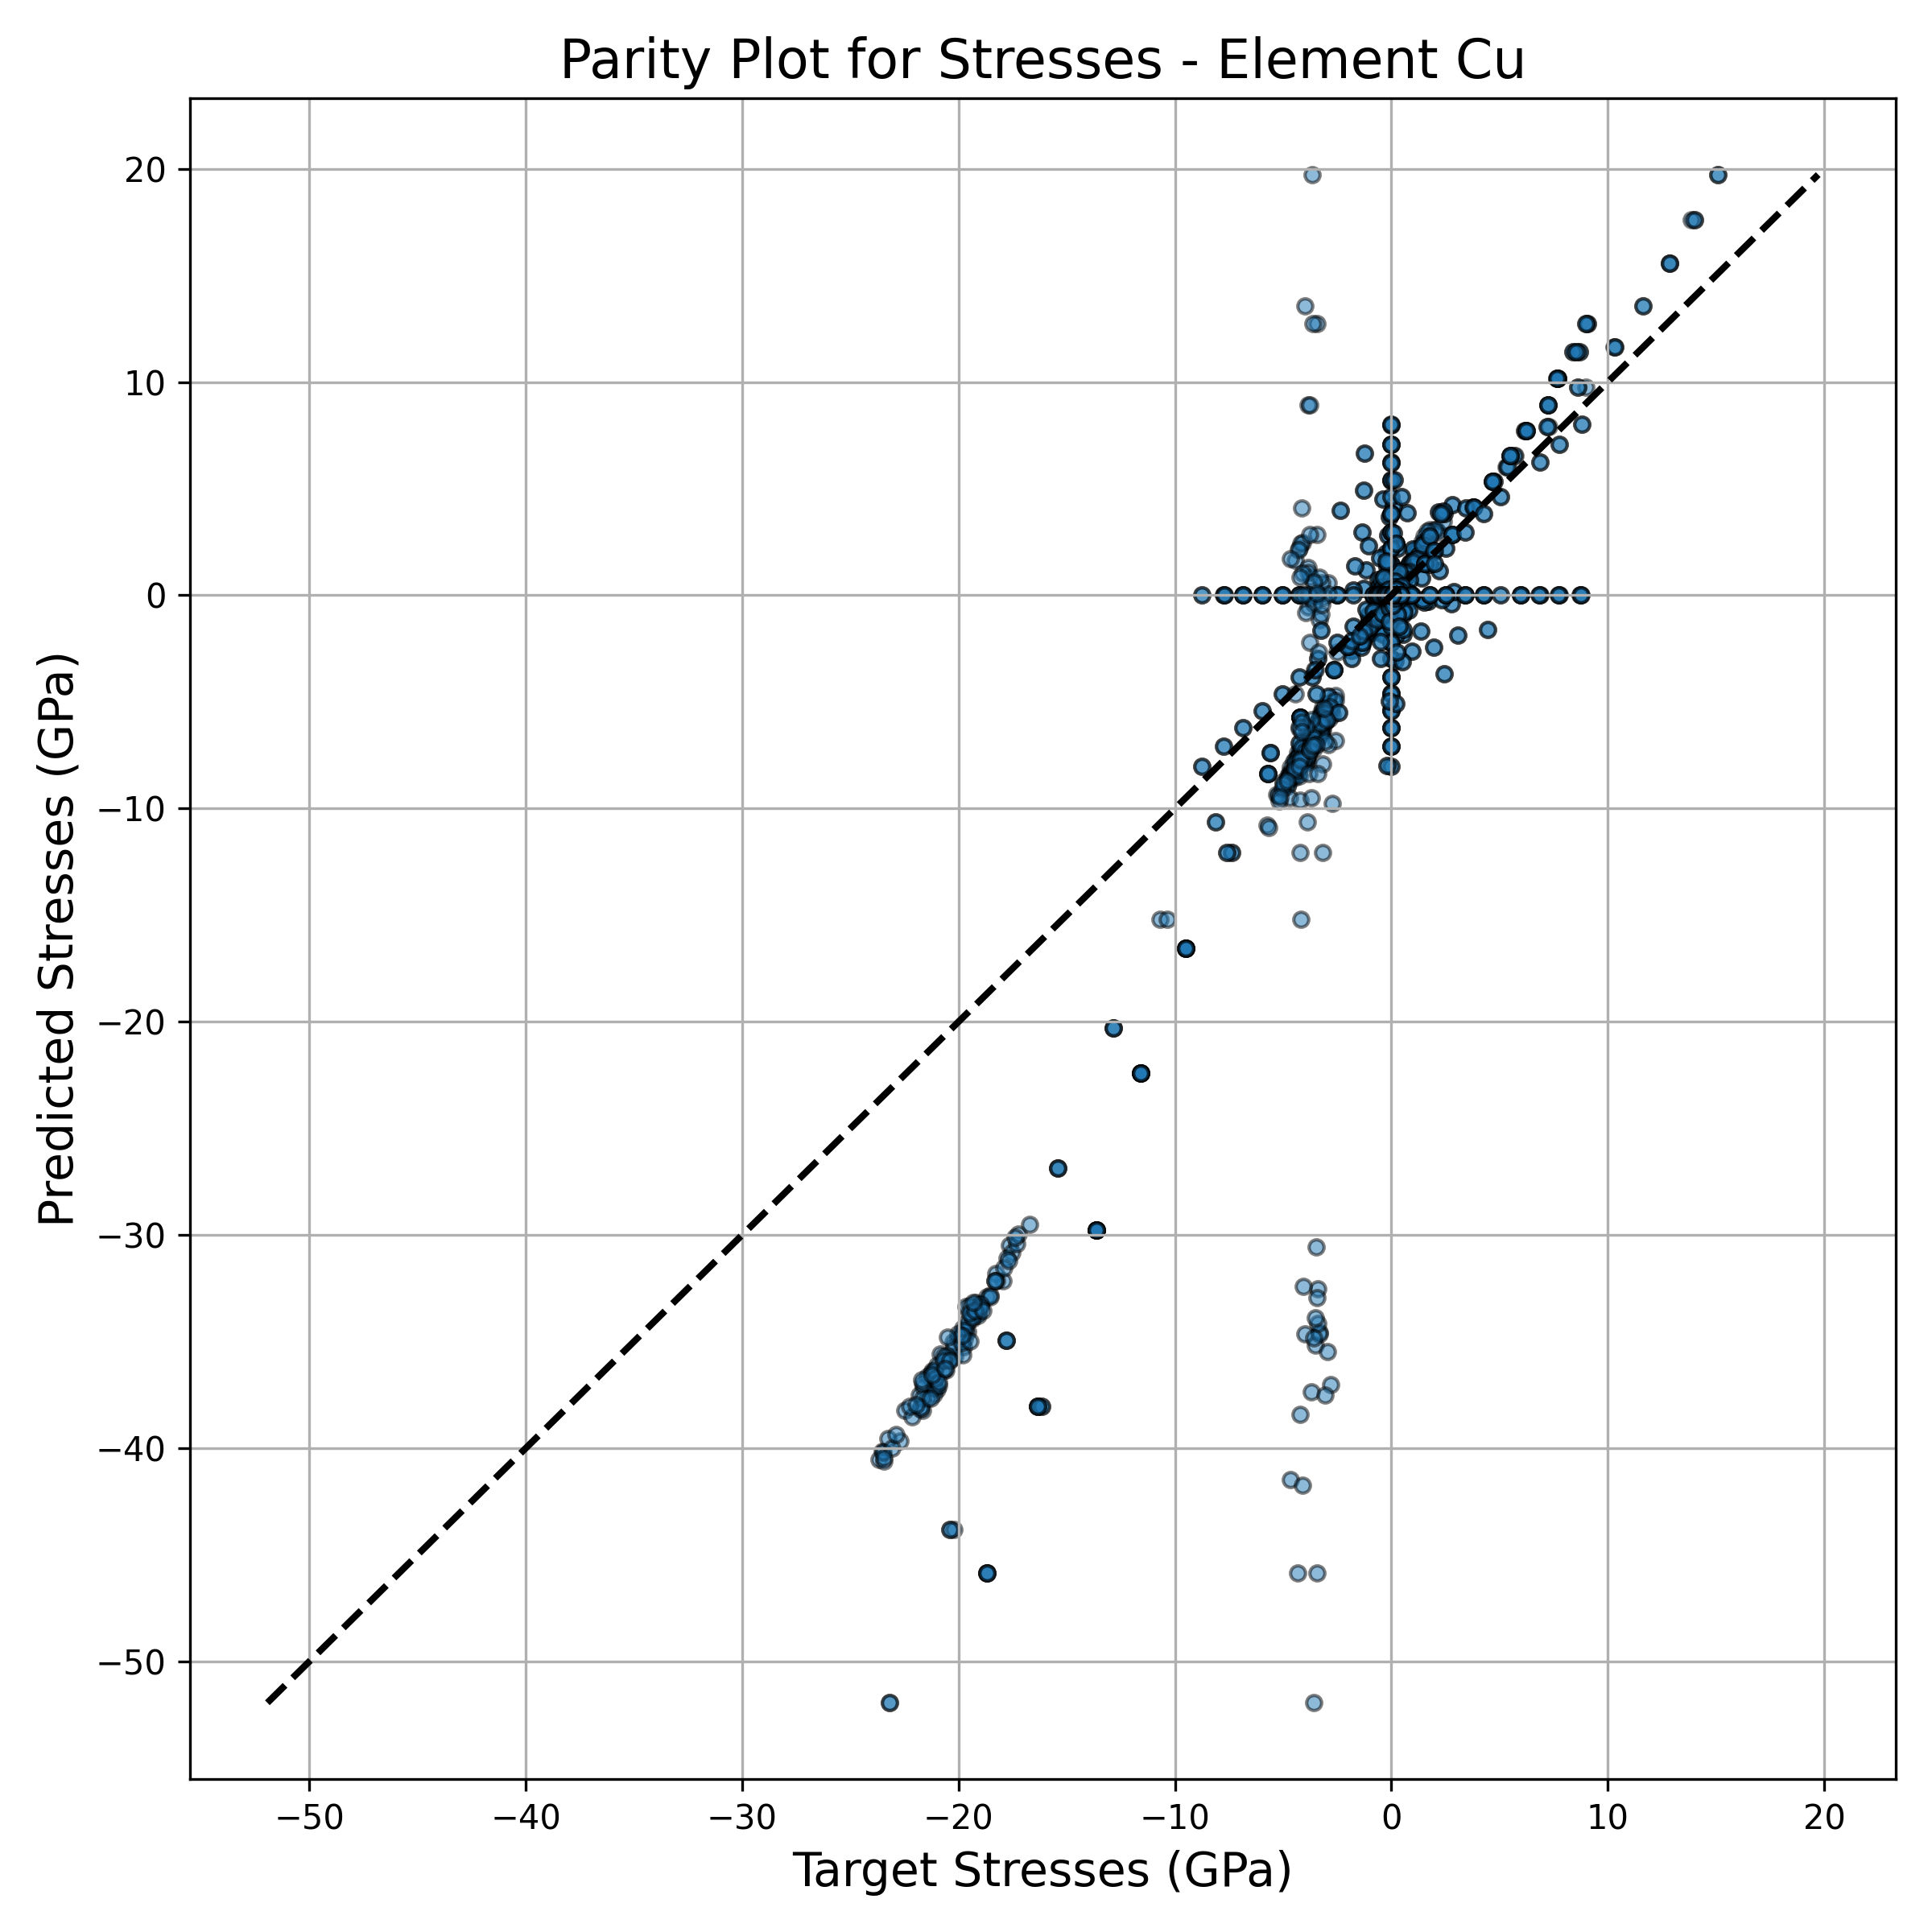 Parity Plot for Stresses - Element Cu
20
10
0
−10
−20
−30
−40
−50
Predicted Stresses (GPa)
−50 −40 −30 −20 −10 0 10 20
Target Stresses (GPa)